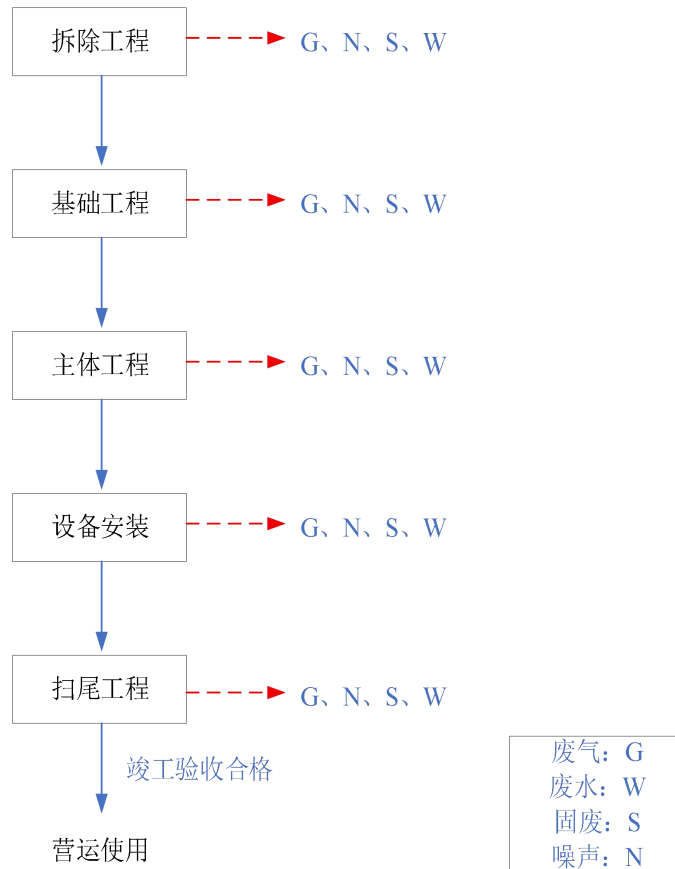 拆除工程
G、N、S、W
基础工程
G、N、S、W
主体工程
G、N、S、W
设备安装
G、N、S、W
扫尾工程
G、N、S、W
竣工验收合格
营运使用
废气：G
废水：W
固废：S
噪声：N